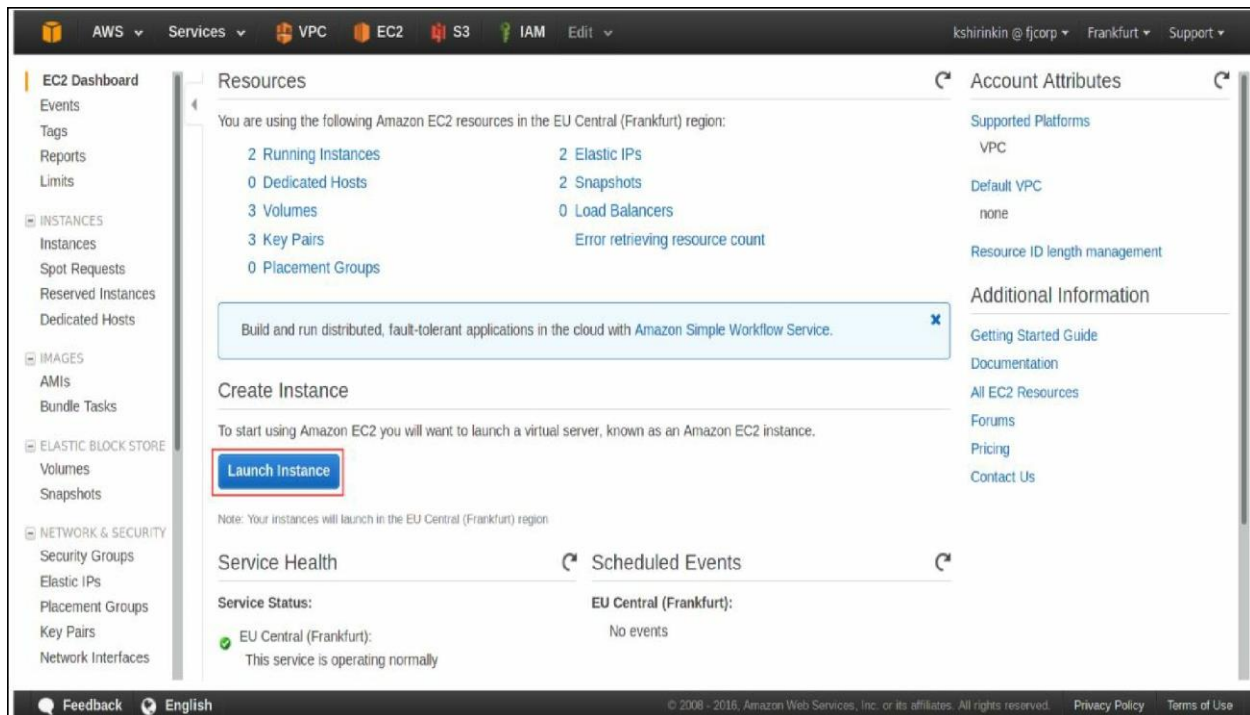 AWS Services VPC EC2 S3 IAM Edit kshirinkin @ fjcorp Frankfurt Support
EC2 Dashboard
Events
Tags
Reports
Limits
INSTANCES
Instances
Spot Requests
Reserved Instances
Dedicated Hosts
IMAGES
AMIs
Bundle Tasks
ELASTIC BLOCK STORE
Volumes
Snapshots
NETWORK & SECURITY
Security Groups
Elastic IPs
Placement Groups
Key Pairs
Network Interfaces
Resources
You are using the following Amazon EC2 resources in the EU Central (Frankfurt) region:
2 Running Instances 2 Elastic IPs
0 Dedicated Hosts 2 Snapshots
3 Volumes 0 Load Balancers
3 Key Pairs Error retrieving resource count
0 Placement Groups
Build and run distributed, fault-tolerant applications in the cloud with Amazon Simple Workflow Service.
Create Instance
To start using Amazon EC2 you will want to launch a virtual server, known as an Amazon EC2 instance.
Launch Instance
Note: Your instances will launch in the EU Central (Frankfurt) region
Service Health
Service Status:
EU Central (Frankfurt):
This service is operating normally
Scheduled Events
EU Central (Frankfurt):
No events
Account Attributes
Supported Platforms
VPC
Default VPC
none
Resource ID length management
Additional Information
Getting Started Guide
Documentation
All EC2 Resources
Forums
Pricing
Contact Us
Feedback English © 2008 - 2016, Amazon Web Services, Inc. or its affiliates. All rights reserved. Privacy Policy Terms of Use